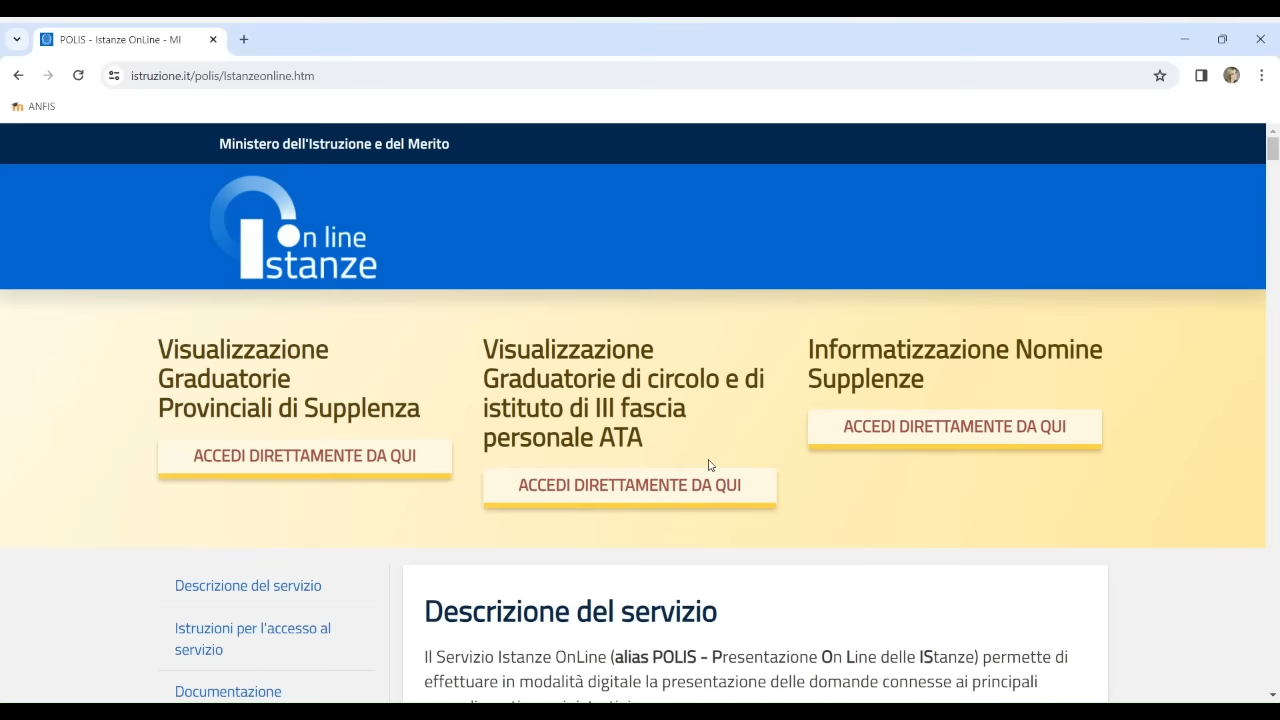 POLIS - Istanze OnLine - MI
istruzione.it/polis/Istanzeonline.htm
ANFIS
Ministero dell'Istruzione e del Merito
On line
Istanze
Visualizzazione
Graduatorie
Provinciali di Supplenza
ACCEDI DIRETTAMENTE DA QUI
Visualizzazione
Graduatorie di circolo e di
istituto di III fascia
personale ATA
ACCEDI DIRETTAMENTE DA QUI
Informatizzazione Nomine
Supplenze
ACCEDI DIRETTAMENTE DA QUI
Descrizione del servizio
Istruzioni per l'accesso al
servizio
Documentazione
Descrizione del servizio
Il Servizio Istanze OnLine (alias POLIS - Presentazione On Line delle IStanze) permette di
effettuare in modalità digitale la presentazione delle domande connesse ai principali